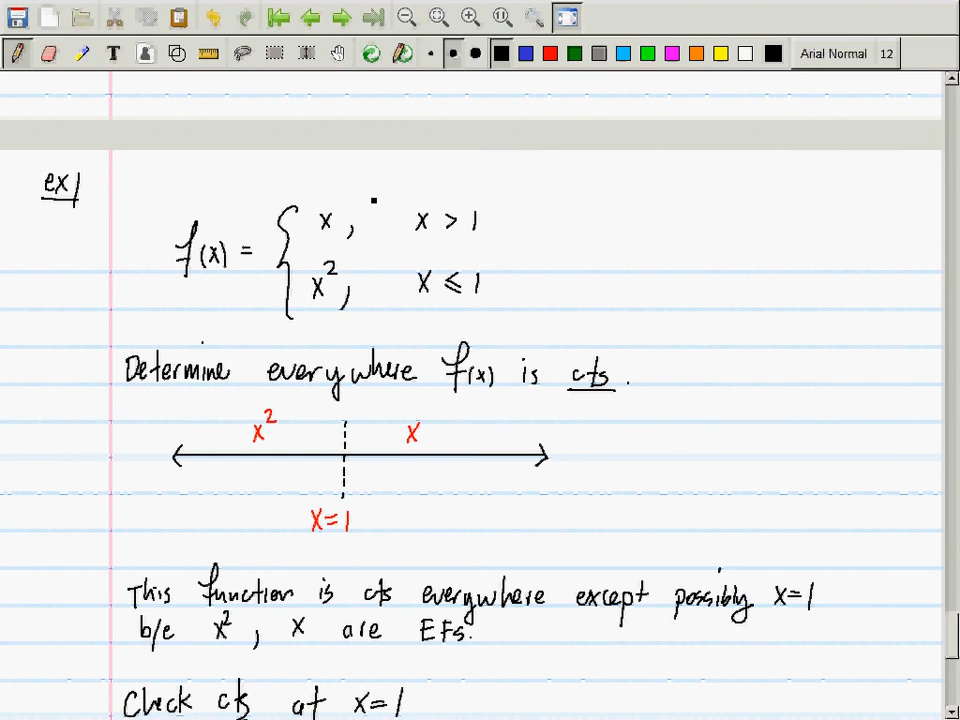 T
Arial Normal 12
ex1
f(x) = { x, x > 1
x², x ≤ 1
Determine everywhere f(x) is cts.
x² x
x=1
This function is cts everywhere except possibly x=1
b/c x², x are EFs.
Check cts at x=1